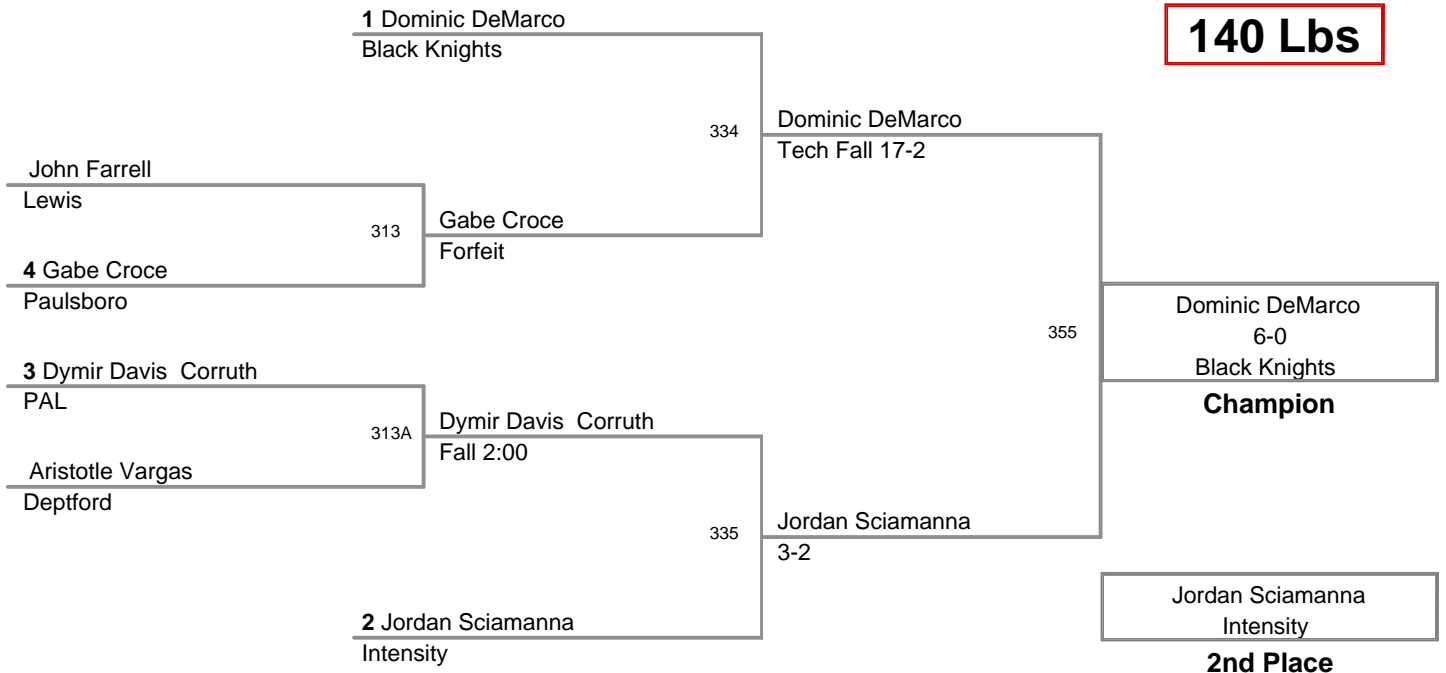 140 Lbs
1 Dominic DeMarco
Black Knights
334
Dominic DeMarco
Tech Fall 17-2
John Farrell
Lewis
313
Gabe Croce
Forfeit
4 Gabe Croce
Paulsboro
355
Dominic DeMarco
6-0
Black Knights
Champion
3 Dymir Davis  Corruth
PAL
313A
Dymir Davis  Corruth
Fall 2:00
Aristotle Vargas
Deptford
335
Jordan Sciamanna
3-2
2 Jordan Sciamanna
Intensity
Jordan Sciamanna
Intensity
2nd Place